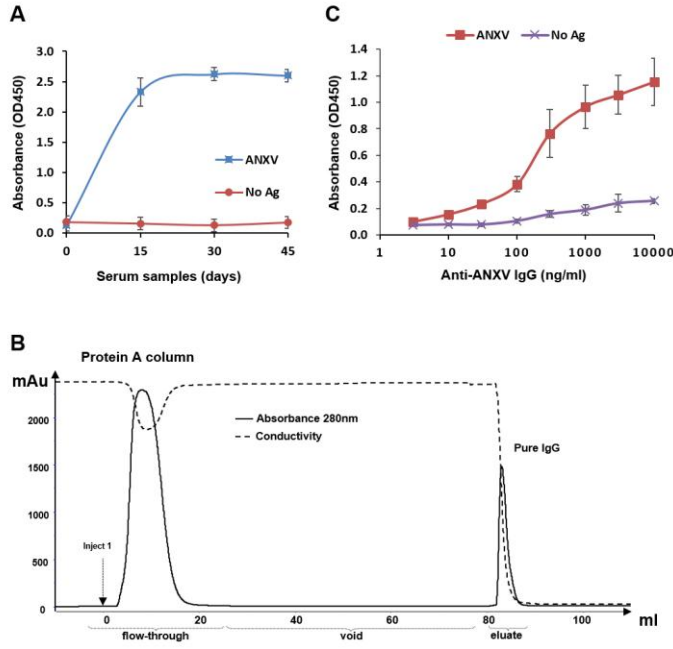 A
Absorbance (OD450)
3.0
2.5
2.0
1.5
1.0
0.5
0.0
ANXV
No Ag
0 15 30 45
Serum samples (days)
C
ANXV No Ag
Absorbance (OD450)
1.4
1.2
1.0
0.8
0.6
0.4
0.2
0.0
1 10 100 1000 10000
Anti-ANXV IgG (ng/ml)
B
Protein A column
mAu
2000
1500
1000
500
0
Absorbance 280nm
Conductivity
Pure IgG
Inject 1
0 20 40 60 80 100 ml
flow-through void eluate